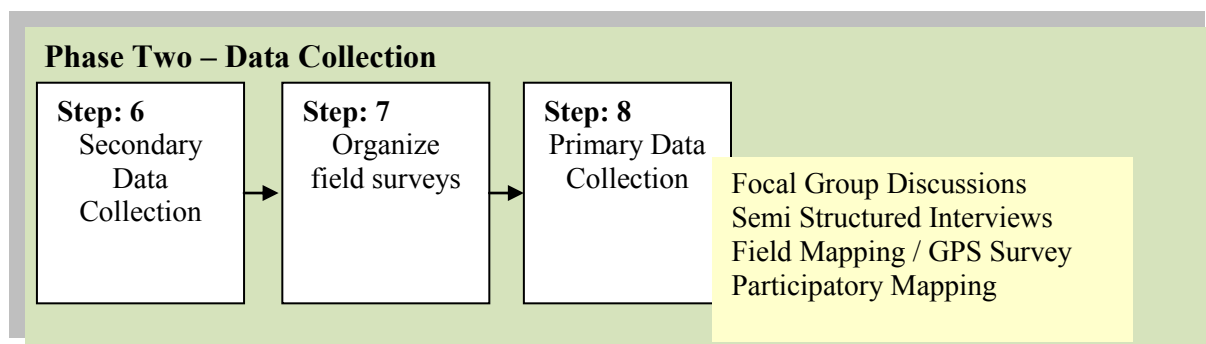 Phase Two – Data Collection
Step: 6
Secondary
Data
Collection
Step: 7
Organize
field surveys
Step: 8
Primary Data
Collection
Focal Group Discussions
Semi Structured Interviews
Field Mapping / GPS Survey
Participatory Mapping